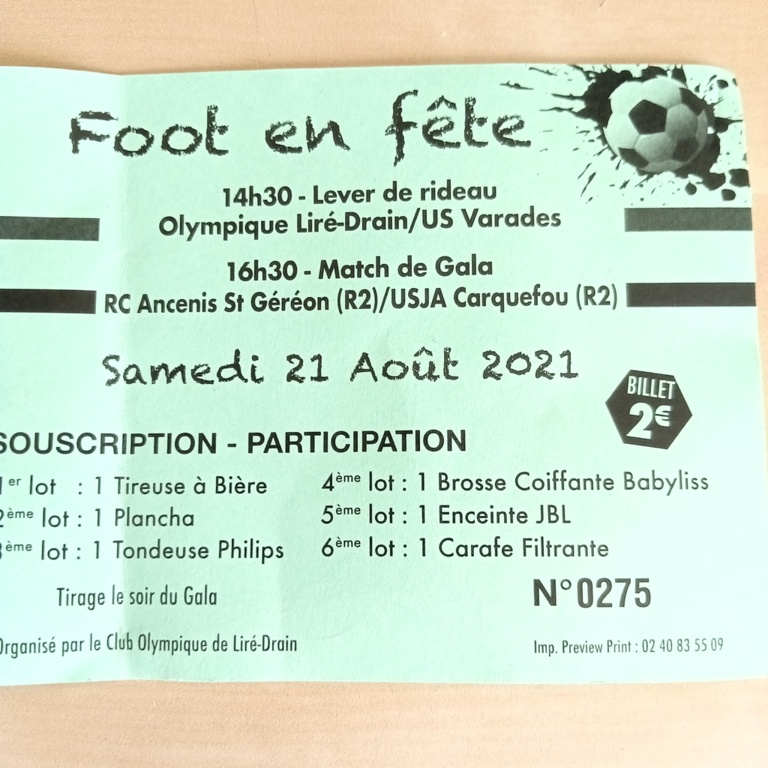 Foot en fête
14h30 - Lever de rideau
Olympique Liré-Drain/US Varades
16h30 - Match de Gala
RC Ancenis St Géréon (R2)/USJA Carquefou (R2)
Samedi 21 Août 2021
BILLET
2€
SOUSCRIPTION - PARTICIPATION
1er lot : 1 Tireuse à Bière
2ème lot : 1 Plancha
3ème lot : 1 Tondeuse Philips
4ème lot : 1 Brosse Coiffante Babyliss
5ème lot : 1 Enceinte JBL
6ème lot : 1 Carafe Filtrante
Tirage le soir du Gala
N°0275
Organisé par le Club Olympique de Liré-Drain
Imp. Preview Print : 02 40 83 55 09